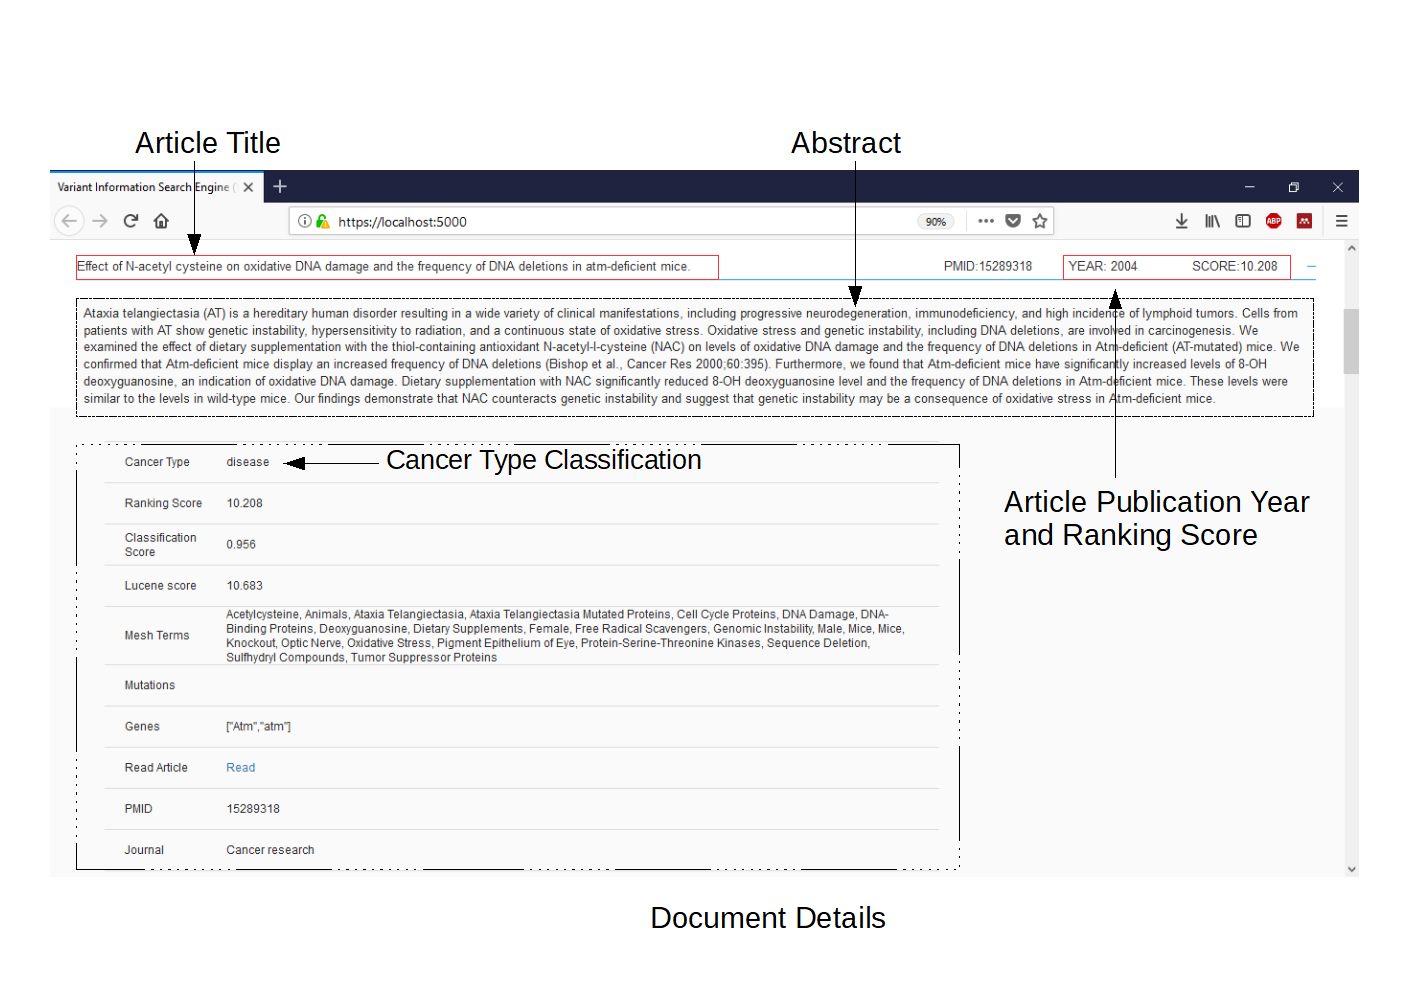 Article Title
Abstract
Variant Information Search Engine (
https://localhost:5000
90%
ABP
Effect of N-acetyl cysteine on oxidative DNA damage and the frequency of DNA deletions in atm-deficient mice.
PMID:15289318
YEAR: 2004
SCORE:10.208
Ataxia telangiectasia (AT) is a hereditary human disorder resulting in a wide variety of clinical manifestations, including progressive neurodegeneration, immunodeficiency, and high incidence of lymphoid tumors. Cells from
patients with AT show genetic instability, hypersensitivity to radiation, and a continuous state of oxidative stress. Oxidative stress and genetic instability, including DNA deletions, are involved in carcinogenesis. We
examined the effect of dietary supplementation with the thiol-containing antioxidant N-acetyl-l-cysteine (NAC) on levels of oxidative DNA damage and the frequency of DNA deletions in Atm-deficient (AT-mutated) mice. We
confirmed that Atm-deficient mice display an increased frequency of DNA deletions (Bishop et al., Cancer Res 2000;60:395). Furthermore, we found that Atm-deficient mice have significantly increased levels of 8-OH
deoxyguanosine, an indication of oxidative DNA damage. Dietary supplementation with NAC significantly reduced 8-OH deoxyguanosine level and the frequency of DNA deletions in Atm-deficient mice. These levels were
similar to the levels in wild-type mice. Our findings demonstrate that NAC counteracts genetic instability and suggest that genetic instability may be a consequence of oxidative stress in Atm-deficient mice.
Cancer Type
disease
Cancer Type Classification
Article Publication Year
and Ranking Score
Ranking Score
10.208
Classification
Score
0.956
Lucene score
10.683
Mesh Terms
Acetylcysteine, Animals, Ataxia Telangiectasia, Ataxia Telangiectasia Mutated Proteins, Cell Cycle Proteins, DNA Damage, DNA-
Binding Proteins, Deoxyguanosine, Dietary Supplements, Female, Free Radical Scavengers, Genomic Instability, Male, Mice, Mice,
Knockout, Optic Nerve, Oxidative Stress, Pigment Epithelium of Eye, Protein-Serine-Threonine Kinases, Sequence Deletion,
Sulfhydryl Compounds, Tumor Suppressor Proteins
Mutations
Genes
["Atm","atm"]
Read Article
Read
PMID
15289318
Journal
Cancer research
Document Details